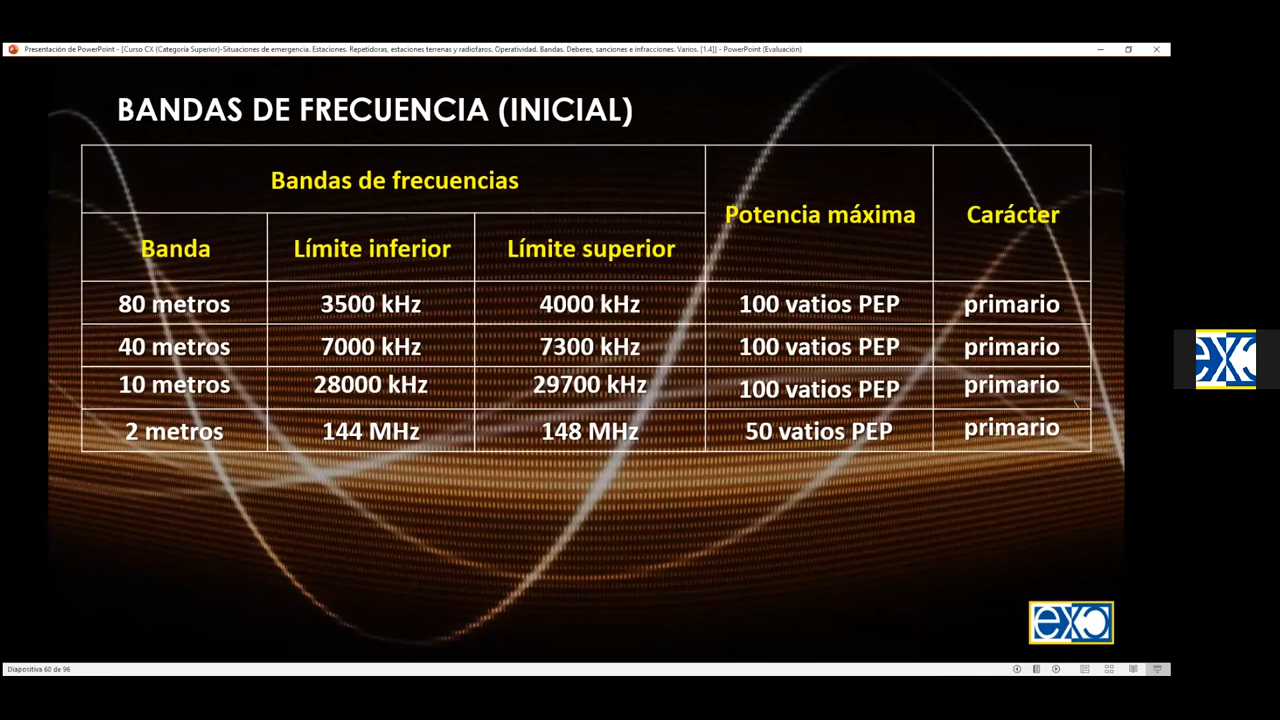 Presentación de PowerPoint - [Curso CX (Categoría Superior)-Situaciones de emergencia. Estaciones. Repetidoras, estaciones terrenas y radiofaros. Operatividad. Bandas. Deberes, sanciones e infracciones. Varios. [1.4]] - PowerPoint (Evaluación)
BANDAS DE FRECUENCIA (INICIAL)
Bandas de frecuencias
Potencia máxima Carácter
Banda Límite inferior Límite superior
80 metros 3500 kHz 4000 kHz 100 vatios PEP primario
40 metros 7000 kHz 7300 kHz 100 vatios PEP primario
10 metros 28000 kHz 29700 kHz 100 vatios PEP primario
2 metros 144 MHz 148 MHz 50 vatios PEP primario
Diapositiva 60 de 96